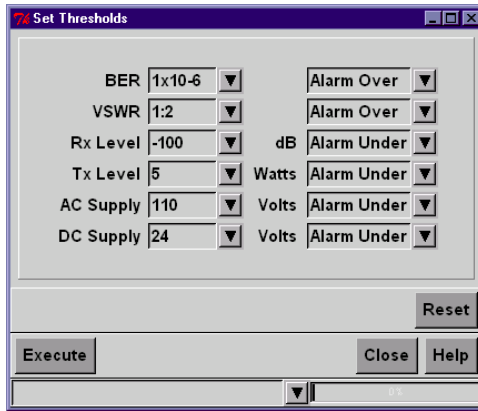 Set Thresholds
BER 1x10-6 Alarm Over
VSWR 1:2 Alarm Over
Rx Level -100 dB Alarm Under
Tx Level 5 Watts Alarm Under
AC Supply 110 Volts Alarm Under
DC Supply 24 Volts Alarm Under
Reset
Execute Close Help
0%